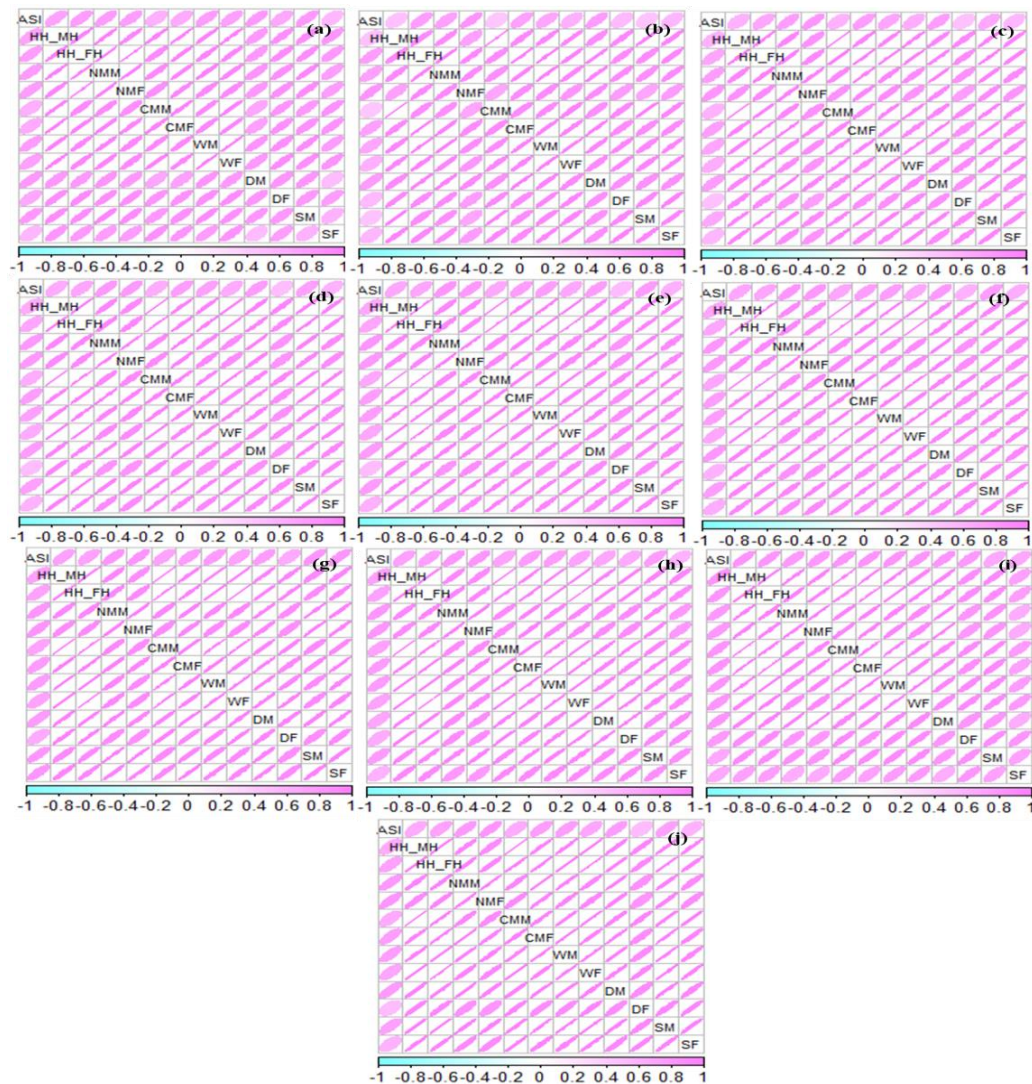 (a)
ASI
HH_MH
HH_FH
NMM
NMF
CMM
CMF
WM
WF
DM
DF
SM
SF
-1 -0.8 -0.6 -0.4 -0.2 0 0.2 0.4 0.6 0.8 1
(b)
ASI
HH_MH
HH_FH
NMM
NMF
CMM
CMF
WM
WF
DM
DF
SM
SF
-1 -0.8 -0.6 -0.4 -0.2 0 0.2 0.4 0.6 0.8 1
(c)
ASI
HH_MH
HH_FH
NMM
NMF
CMM
CMF
WM
WF
DM
DF
SM
SF
-1 -0.8 -0.6 -0.4 -0.2 0 0.2 0.4 0.6 0.8 1
(d)
ASI
HH_MH
HH_FH
NMM
NMF
CMM
CMF
WM
WF
DM
DF
SM
SF
-1 -0.8 -0.6 -0.4 -0.2 0 0.2 0.4 0.6 0.8 1
(e)
ASI
HH_MH
HH_FH
NMM
NMF
CMM
CMF
WM
WF
DM
DF
SM
SF
-1 -0.8 -0.6 -0.4 -0.2 0 0.2 0.4 0.6 0.8 1
(f)
ASI
HH_MH
HH_FH
NMM
NMF
CMM
CMF
WM
WF
DM
DF
SM
SF
-1 -0.8 -0.6 -0.4 -0.2 0 0.2 0.4 0.6 0.8 1
(g)
ASI
HH_MH
HH_FH
NMM
NMF
CMM
CMF
WM
WF
DM
DF
SM
SF
-1 -0.8 -0.6 -0.4 -0.2 0 0.2 0.4 0.6 0.8 1
(h)
ASI
HH_MH
HH_FH
NMM
NMF
CMM
CMF
WM
WF
DM
DF
SM
SF
-1 -0.8 -0.6 -0.4 -0.2 0 0.2 0.4 0.6 0.8 1
(i)
ASI
HH_MH
HH_FH
NMM
NMF
CMM
CMF
WM
WF
DM
DF
SM
SF
-1 -0.8 -0.6 -0.4 -0.2 0 0.2 0.4 0.6 0.8 1
(j)
ASI
HH_MH
HH_FH
NMM
NMF
CMM
CMF
WM
WF
DM
DF
SM
SF
-1 -0.8 -0.6 -0.4 -0.2 0 0.2 0.4 0.6 0.8 1